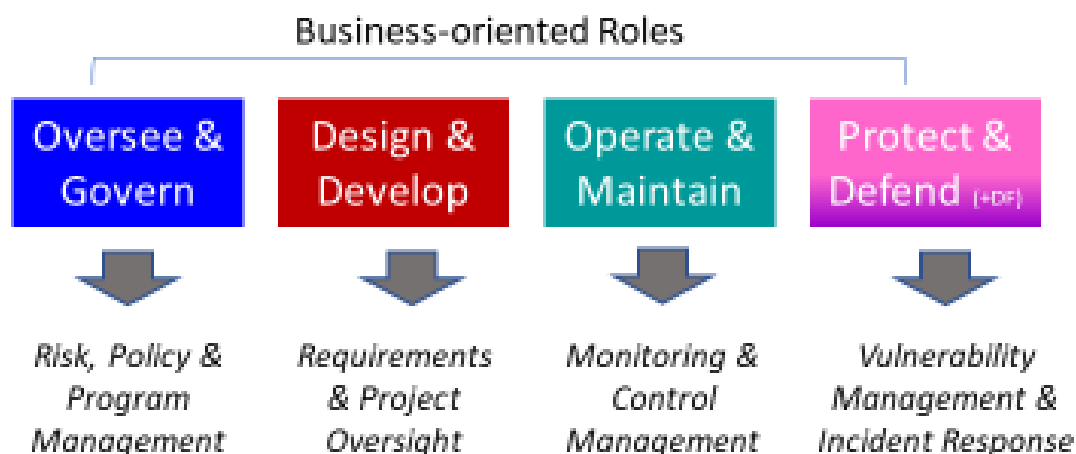 Business-oriented Roles
Oversee &
Govern
Design &
Develop
Operate &
Maintain
Protect &
Defend (+DF)
Risk, Policy &
Program
Management
Requirements
& Project
Oversight
Monitoring &
Control
Management
Vulnerability
Management &
Incident Response